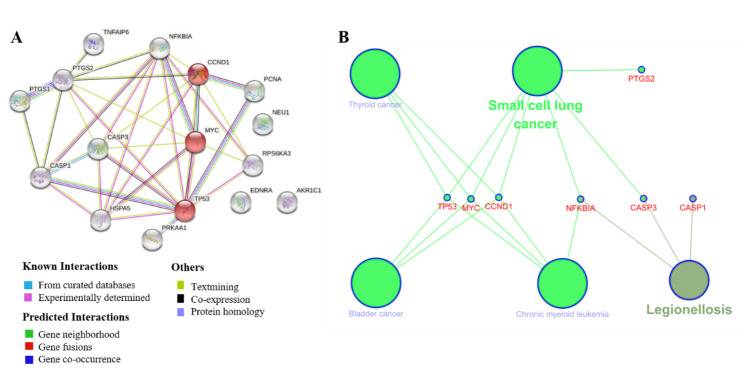 A
TNFAIP6
NFKBIA
PTGS2
CCND1
PTGS1
PCNA
NEU1
MYC
CASP3
RPS6KA3
CASP1
TP53
EDNRA
AKR1C1
HSPA5
PRKAA1
Known Interactions
From curated databases
Experimentally determined
Predicted Interactions
Gene neighborhood
Gene fusions
Gene co-occurrence
Others
Textmining
Co-expression
Protein homology
B
Thyroid cancer
Small cell lung
cancer
PTGS2
TP53
MYC
CCND1
NFKBIA
CASP3
CASP1
Bladder cancer
Chronic myeloid leukemia
Legionellosis